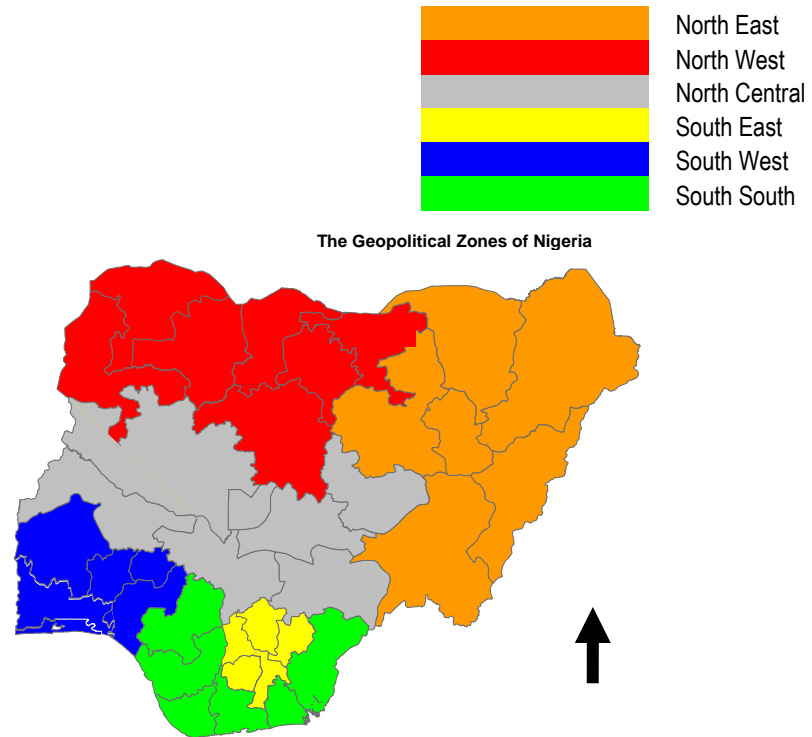 North East
North West
North Central
South East
South West
South South
The Geopolitical Zones of Nigeria